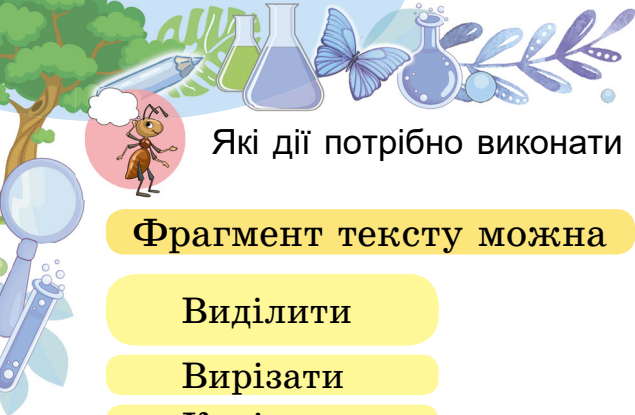 Які дії потрібно виконати
Фрагмент тексту можна
Виділити
Вирізати